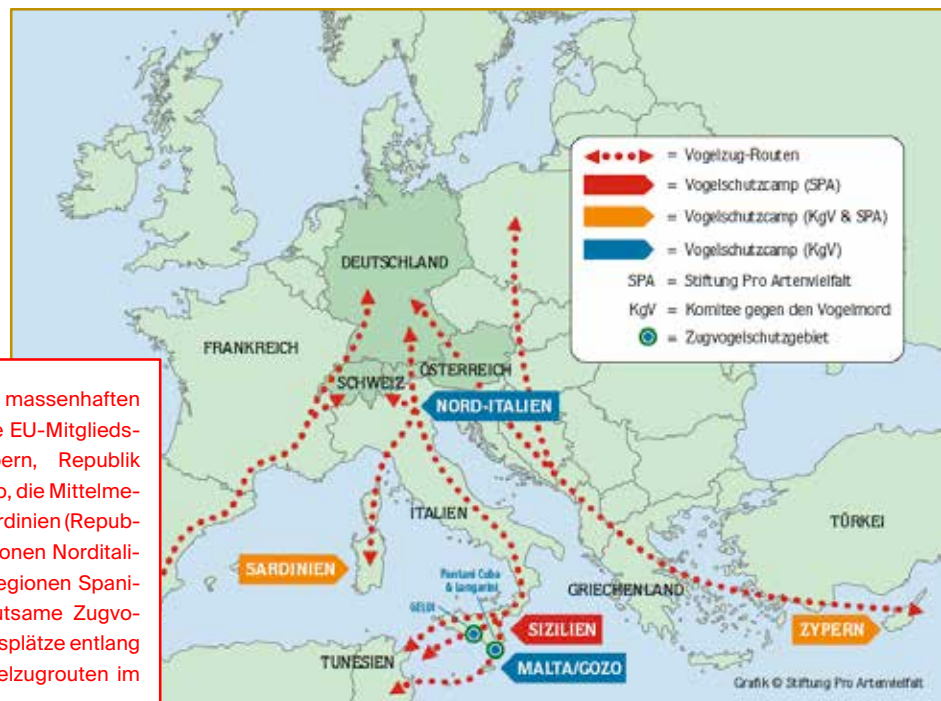 = Vogelzug-Routen
= Vogelschutzcamp (SPA)
= Vogelschutzcamp (KgV & SPA)
= Vogelschutzcamp (KgV)
SPA = Stiftung Pro Artenvielfalt
KgV = Komitee gegen den Vogelmord
= Zugvogelschutzgebiet
DEUTSCHLAND
FRANKREICH
ÖSTERREICH
SCHWEIZ
NORD-ITALIEN
ITALIEN
TÜRKEI
SARDINIEN
GRIECHENLAND
GELOI
SIZILIEN
ZYPERN
TUNESIEN
MALTA/GOZO
Grafik © Stiftung Pro Artenvielfalt
massenhaften
e EU-Mitglieds-
pern, Republik
o, die Mittelme-
rdinien (Repub-
onen Norditali-
egionen Spani-
utsame Zugvo-
splätze entlang
elzugrouten im